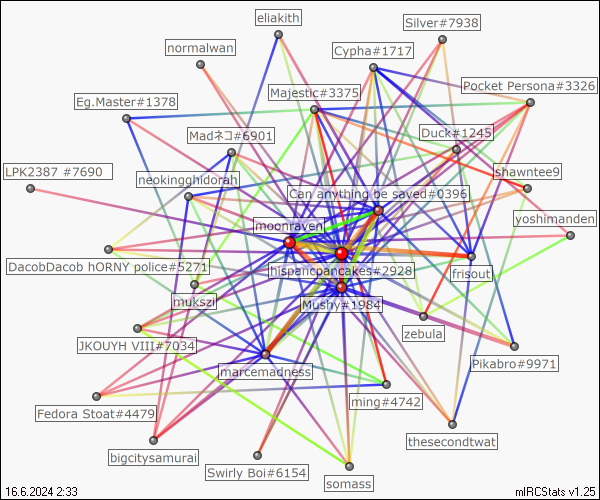 eliakith
Silver#7938
normalwan
Cypha#1717
Majestic#3375
Pocket Persona#3326
Eg.Master#1378
Madネコ#6901
Duck#1245
LPK2387 #7690
neokingghidorah
shawntee9
Can anything be saved#0396
moonraven
yoshimanden
DacobDacob hORNY police#5271
hispancpancakes#2928
frisout
mukszi
Mushy#1984
zebula
JKOUYH VIII#7034
marcemadness
Pikabro#9971
Fedora Stoat#4479
ming#4742
bigcitysamurai
thesecondtwat
Swirly Boi#6154
somass
16.6.2024 2:33
mIRCStats v1.25